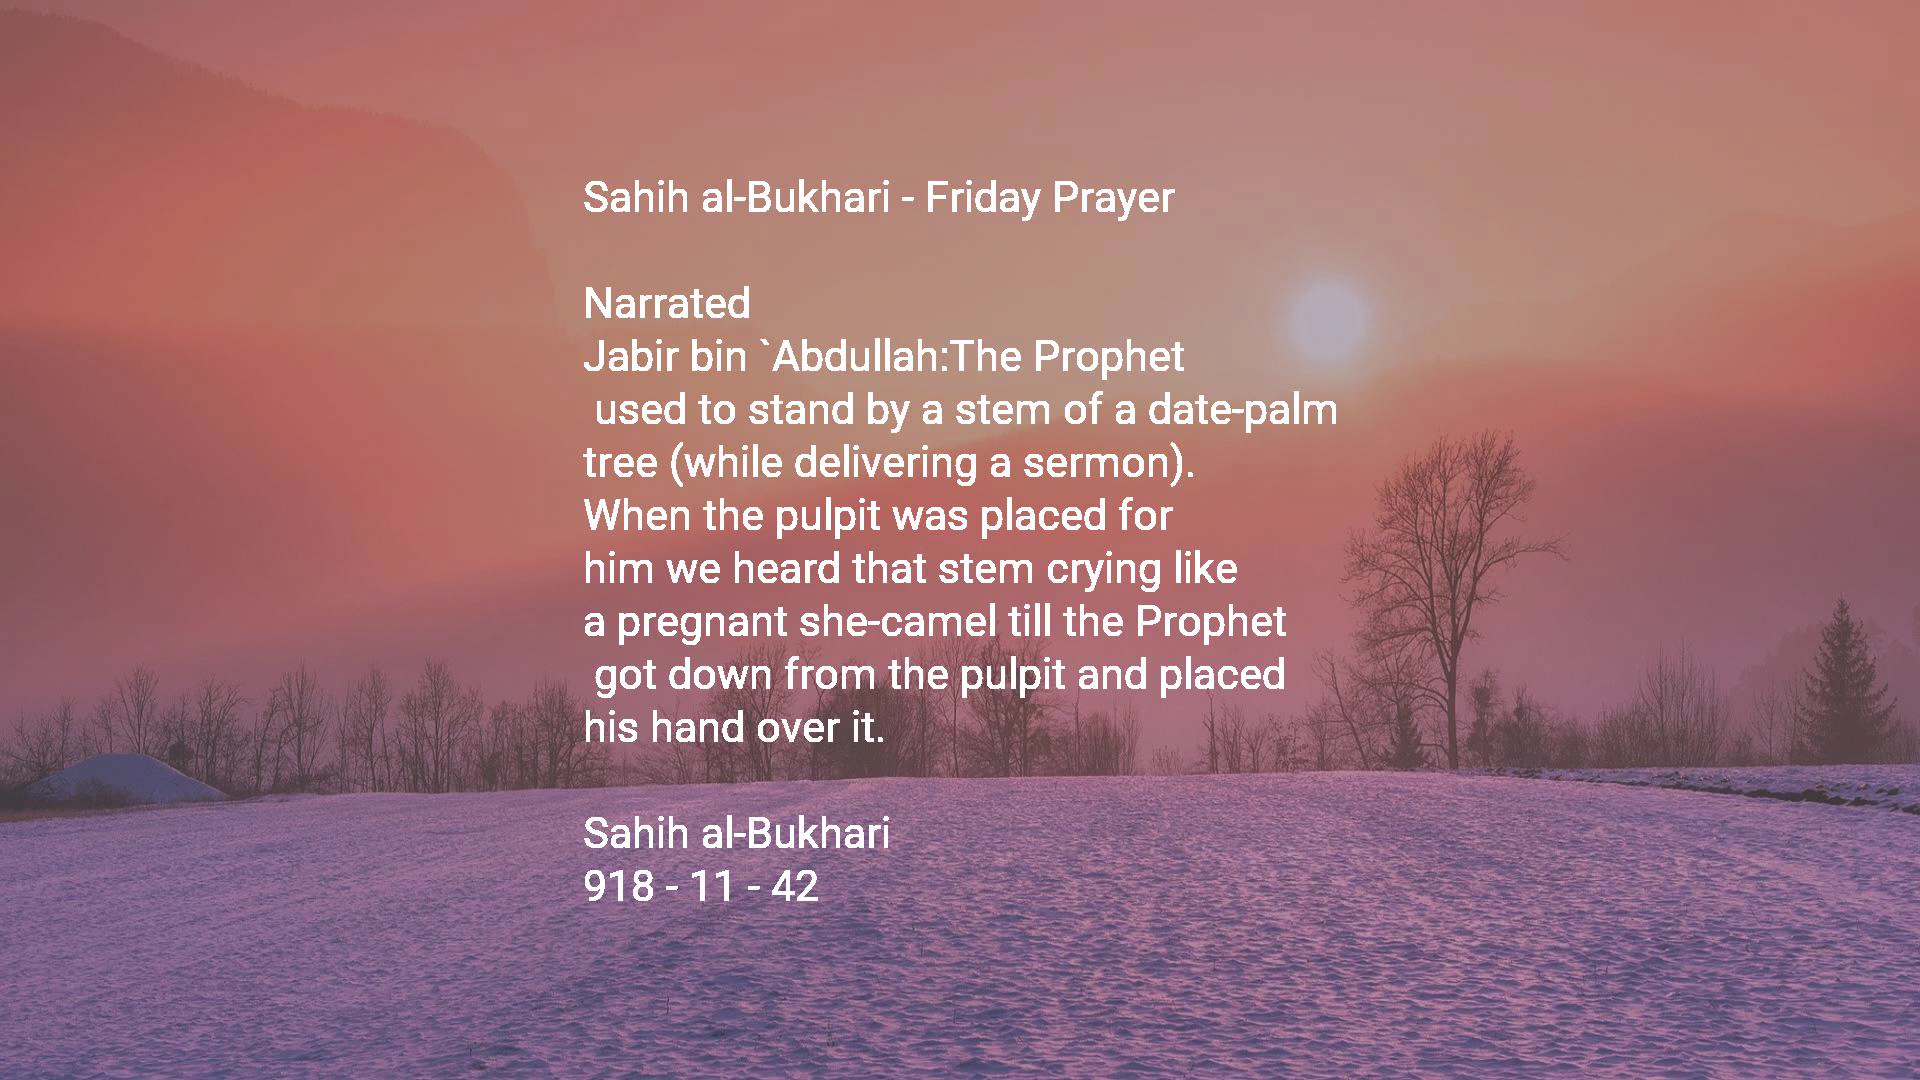 Sahih al-Bukhari - Friday Prayer
Narrated
Jabir bin `Abdullah:The Prophet
used to stand by a stem of a date-palm
tree (while delivering a sermon).
When the pulpit was placed for
him we heard that stem crying like
a pregnant she-camel till the Prophet
got down from the pulpit and placed
his hand over it.
Sahih al-Bukhari
918 - 11 - 42